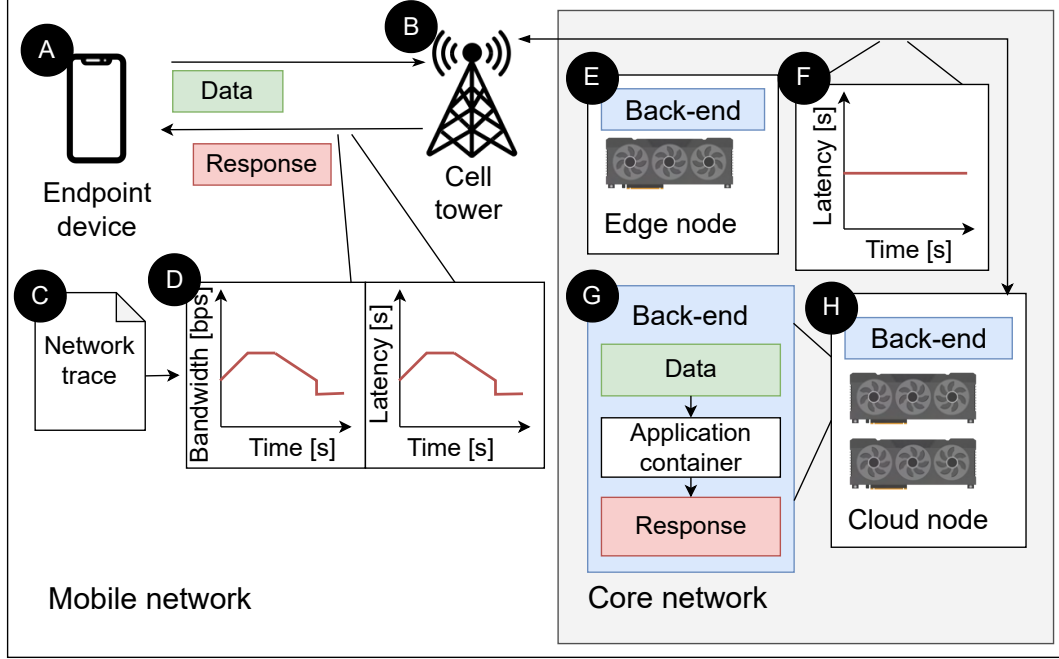 A
Endpoint
device
Data
Response
B
Cell
tower
C
Network
trace
D
Bandwidth [bps]
Time [s]
Latency [s]
Time [s]
Mobile network
E
Back-end
Edge node
F
Latency [s]
Time [s]
G
Back-end
Data
Application
container
Response
H
Back-end
Cloud node
Core network